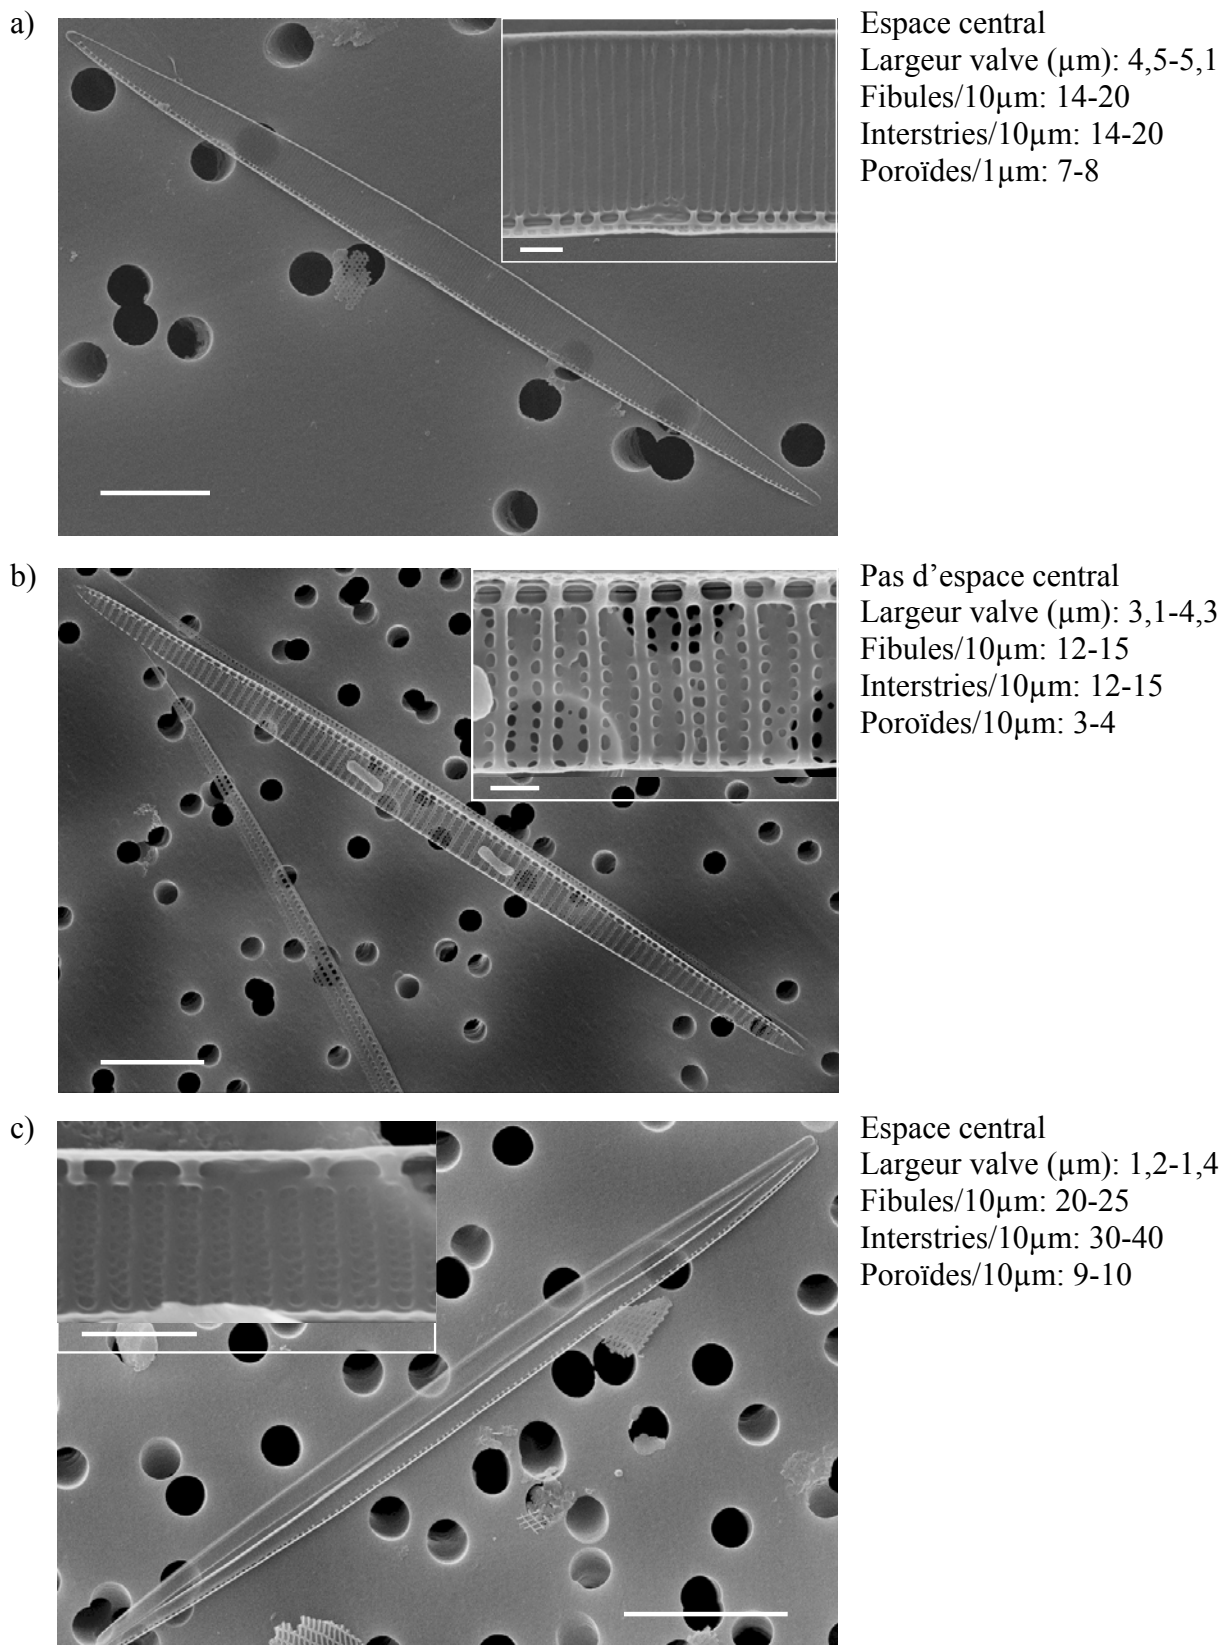 a)
Espace central
Largeur valve (µm): 4,5-5,1
Fibules/10µm: 14-20
Interstries/10µm: 14-20
Poroïdes/1µm: 7-8
b)
Pas d’espace central
Largeur valve (µm): 3,1-4,3
Fibules/10µm: 12-15
Interstries/10µm: 12-15
Poroïdes/10µm: 3-4
c)
Espace central
Largeur valve (µm): 1,2-1,4
Fibules/10µm: 20-25
Interstries/10µm: 30-40
Poroïdes/10µm: 9-10